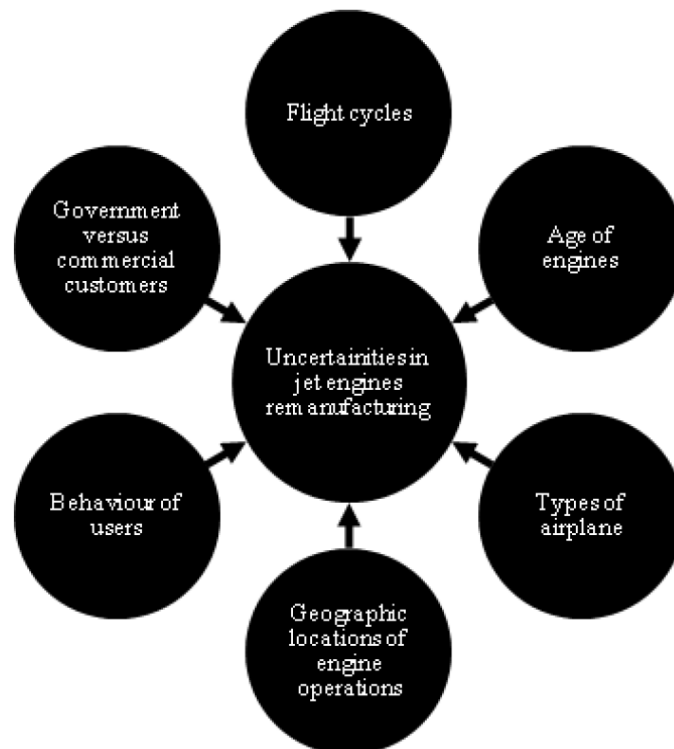 Flight cycles
Government
versus
commercial
customers
Age of
engines
Uncertainities in
jet engines
remanufacturing
Behaviour of
users
Types of
airplane
Geographic
locations of
engine
operations